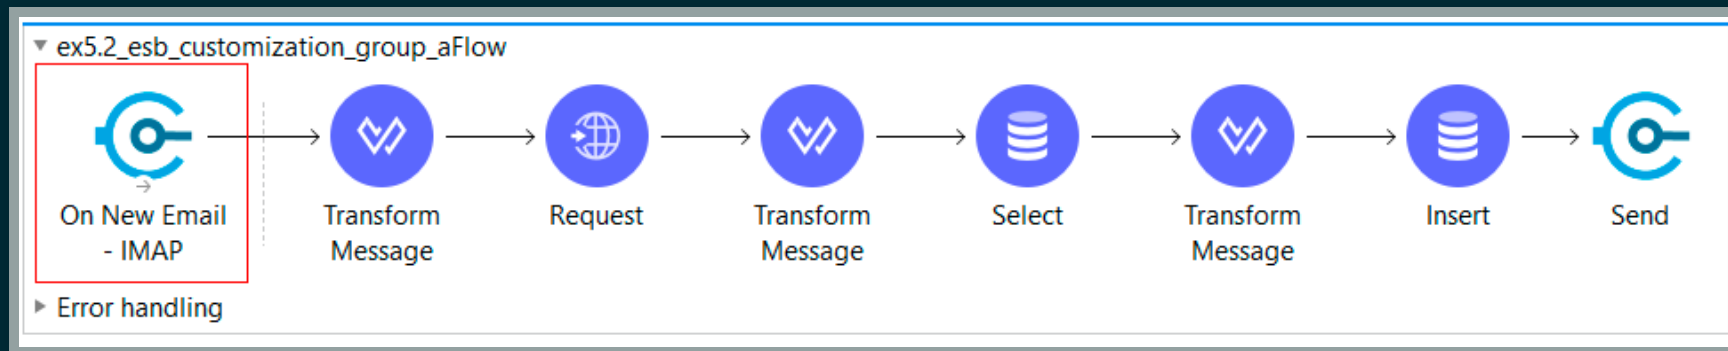 ex5.2_esb_customization_group_aFlow
On New Email
- IMAP
Transform
Message
Request
Transform
Message
Select
Transform
Message
Insert
Send
Error handling